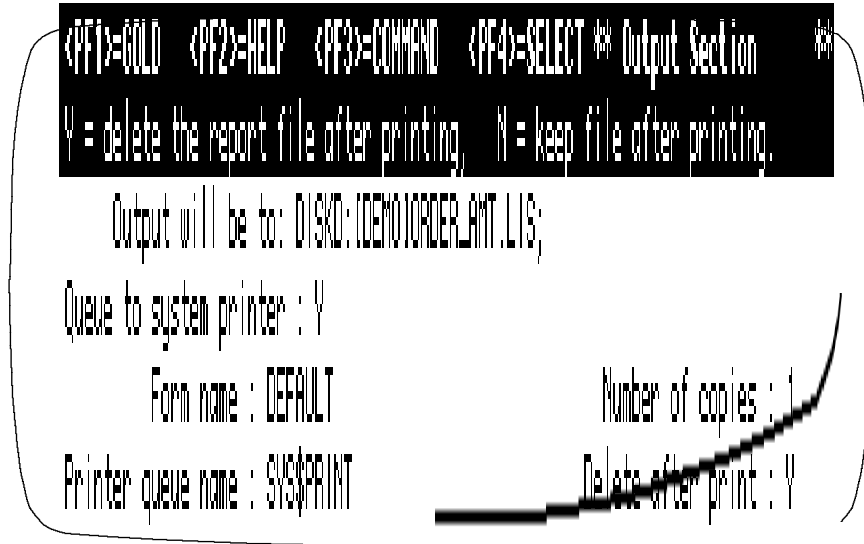 <PF1>=GOLD <PF2>=HELP <PF3>=COMMAND <PF4>=SELECT ** Output Section **
Y = delete the report file after printing, N = keep file after printing.
Output will be to: DISKD:[DEMO]ORDER_AMT.LIS;
Queue to system printer : Y
Form name : DEFAULT Number of copies : 1
Printer queue name : SYS$PRINT Delete after print : Y